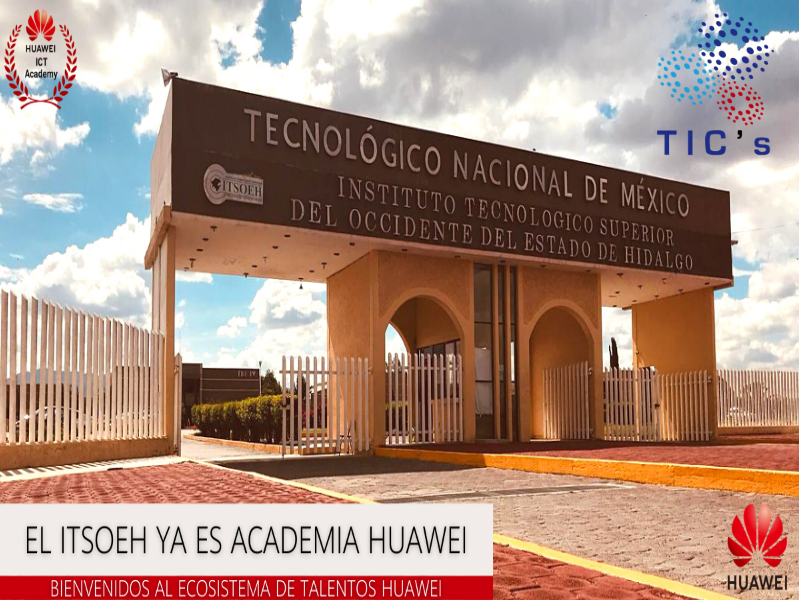 HUAWEI
ICT
Academy
TIC's
TECNOLÓGICO NACIONAL DE MÉXICO
ITSOEH
INSTITUTO TECNOLOGICO SUPERIOR
DEL OCCIDENTE DEL ESTADO DE HIDALGO
EL ITSOEH YA ES ACADEMIA HUAWEI
BIENVENIDOS AL ECOSISTEMA DE TALENTOS HUAWEI
HUAWEI